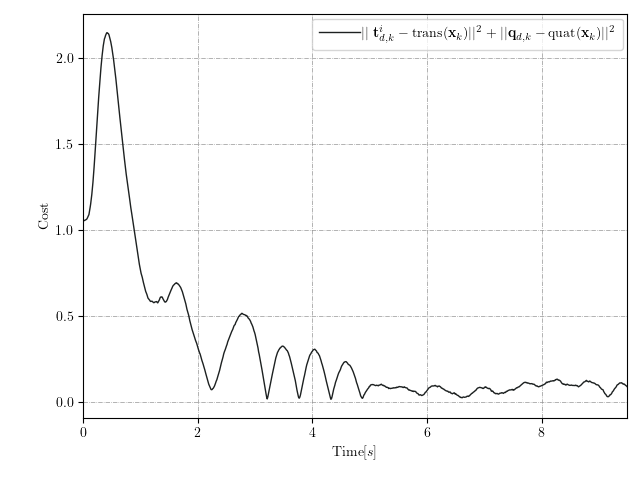 || t^i_{d,k} − trans(x_k)||^2 + ||q_{d,k} − quat(x_k)||^2
2.0
1.5
1.0
0.5
0.0
Cost
0 2 4 6 8
Time[s]